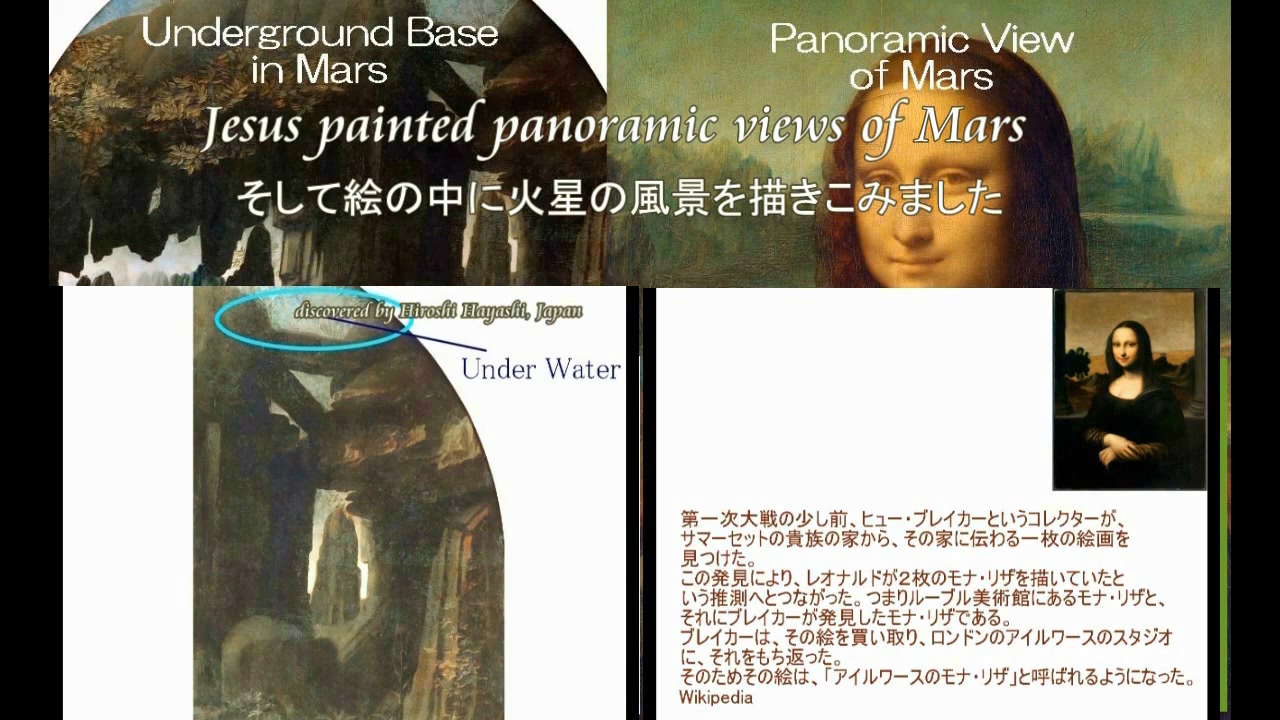 Underground Base
in Mars
Panoramic View
of Mars
Jesus painted panoramic views of Mars
そして絵の中に火星の風景を描きこみました
discovered by Hiroshi Hayashi, Japan
Under Water
第一次大戦の少し前、ヒュー・ブレイカーというコレクターが、
サマーセットの貴族の家から、その家に伝わる一枚の絵画を
見つけた。
この発見により、レオナルドが2枚のモナ・リザを描いていたと
いう推測へとつながった。つまりルーブル美術館にあるモナ・リザと、
それにブレイカーが発見したモナ・リザである。
ブレイカーは、その絵を買い取り、ロンドンのアイルワースのスタジオ
に、それをもち返った。
そのためその絵は、「アイルワースのモナ・リザ」と呼ばれるようになった。
Wikipedia